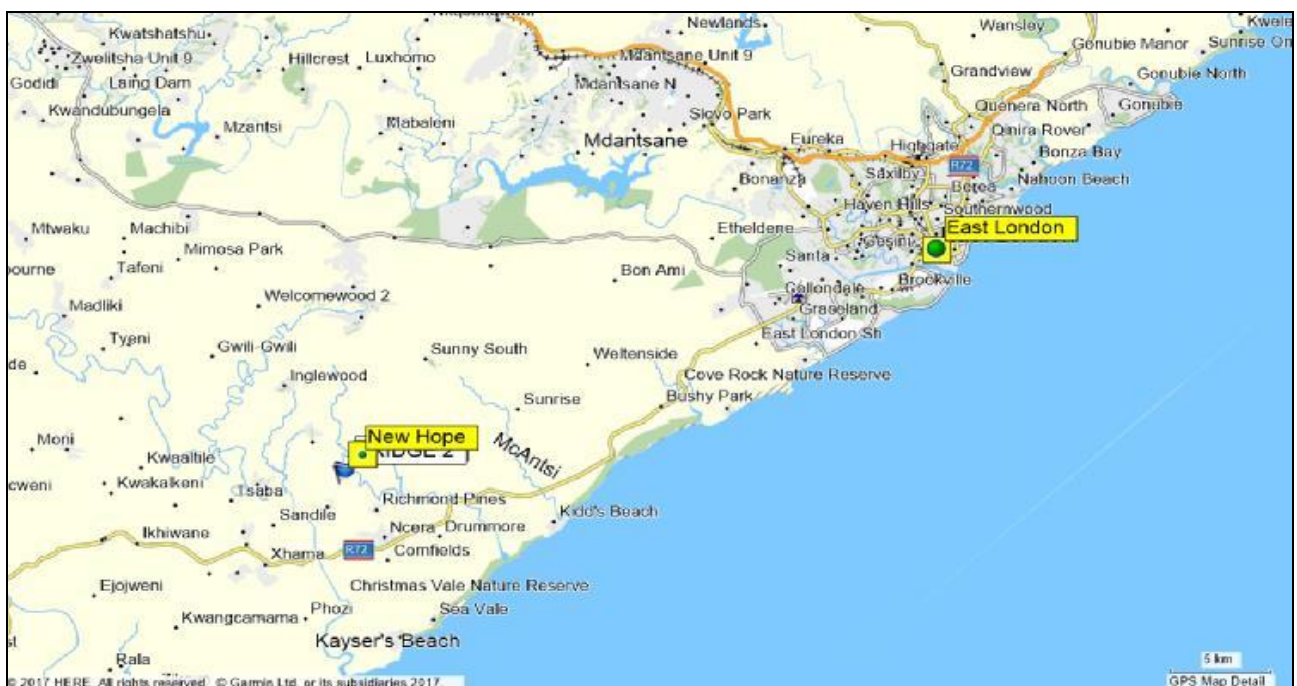 Newlands
Wansley
Kwatshatshu
Gonubie Manor
Sunrise On
Zwelitsha Unit 9
Hillcrest
Luxhomo
Mdantsane Unit 9
Grandview
Gonubie North
Godidi
Laing Dam
Mdantsane N
Quenera North
Gonubie
Kwandubungela
Mzantsi
Mabaleni
Slovo Park
Qinira Rover
Mdantsane
Eureka
Highgate
Bonza Bay
R72
Bonanza
Saxilby
Berea
Nahoon Beach
Haven Hills
Southernwood
Mtwaku
Machibi
Etheldene
East London
Mimosa Park
Santa
Gesini
Tafeni
Bon Ami
Brookville
Madliki
Welcomewood 2
Collondale
Graseland
Tyeni
Gwili-Gwili
Sunny South
Weltenside
East London Sh
Inglewood
Cove Rock Nature Reserve
Sunrise
Bushy Park
New Hope
Moni
McAntsi
Kwaaltile
Kwakalkeni
Tsaba
Richmond Pines
Sandile
Kidd's Beach
Ikhiwane
Ncera
Drummore
Xhama
R72
Cornfields
Ejojweni
Christmas Vale Nature Reserve
Kwangcamama
Phozi
Sea Vale
Kayser's Beach
Rala
5 km
© 2017 HERE. All rights reserved. © Garmin Ltd. or its subsidiaries 2017.
GPS Map Detail